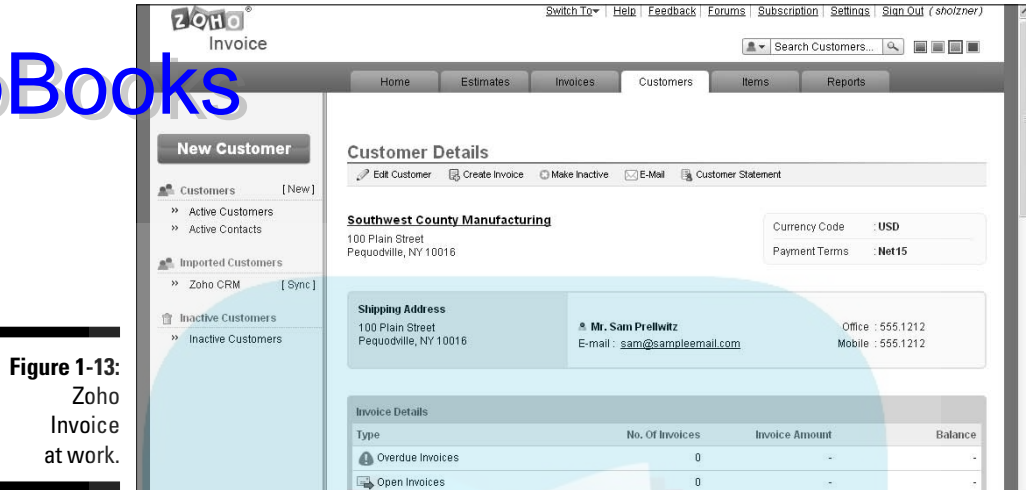 ZOHO®
Invoice
Switch To Help Feedback Forums Subscription Settings Sign Out (sholzner)
Search Customers...
Books
Home Estimates Invoices Customers Items Reports
New Customer
Customers [New]
» Active Customers
» Active Contacts
Imported Customers
» Zoho CRM [Sync]
Inactive Customers
» Inactive Customers
Customer Details
Edit Customer Create Invoice Make Inactive E-Mail Customer Statement
Southwest County Manufacturing
100 Plain Street
Pequodville, NY 10016
Currency Code : USD
Payment Terms : Net 15
Shipping Address
100 Plain Street
Pequodville, NY 10016
Mr. Sam Prellwitz
E-mail : sam@sampleemail.com
Office : 555.1212
Mobile : 555.1212
Invoice Details
Type No. Of Invoices Invoice Amount Balance
Overdue Invoices 0 - -
Open Invoices 0 - -
Figure 1-13:
Zoho
Invoice
at work.